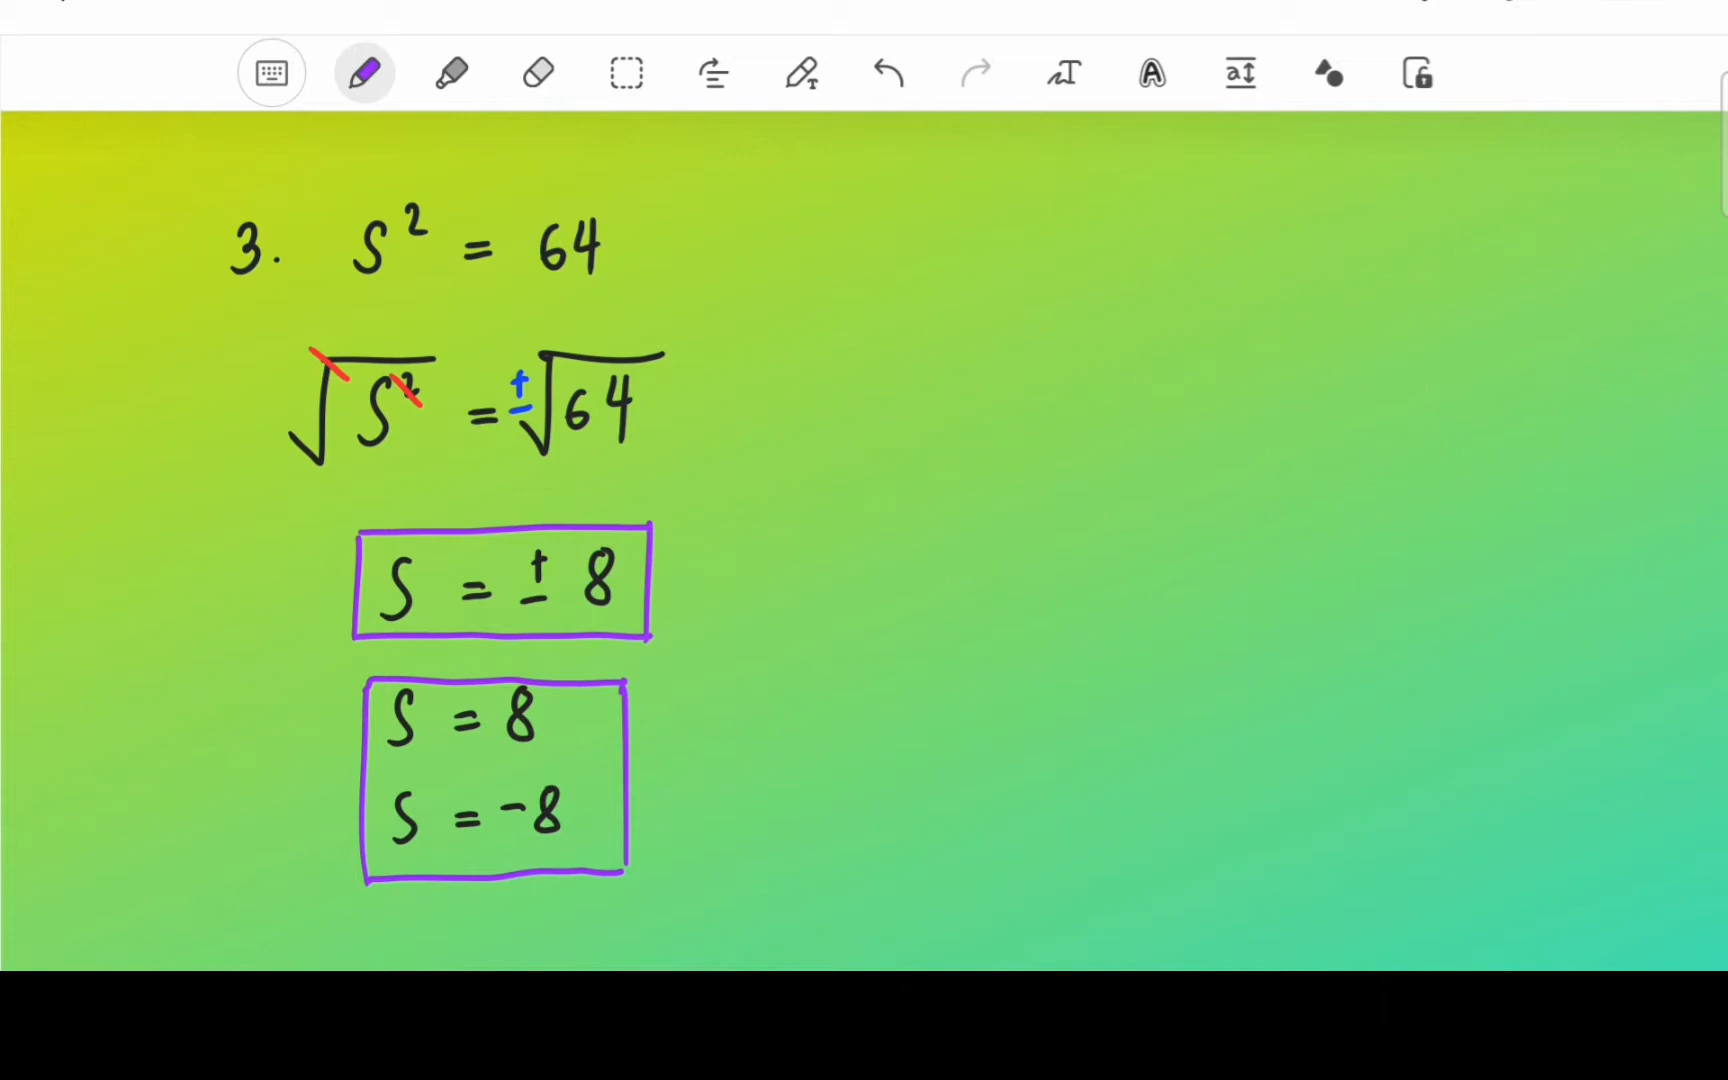 3. S² = 64
√S² = ±√64
S = ± 8
S = 8
S = -8